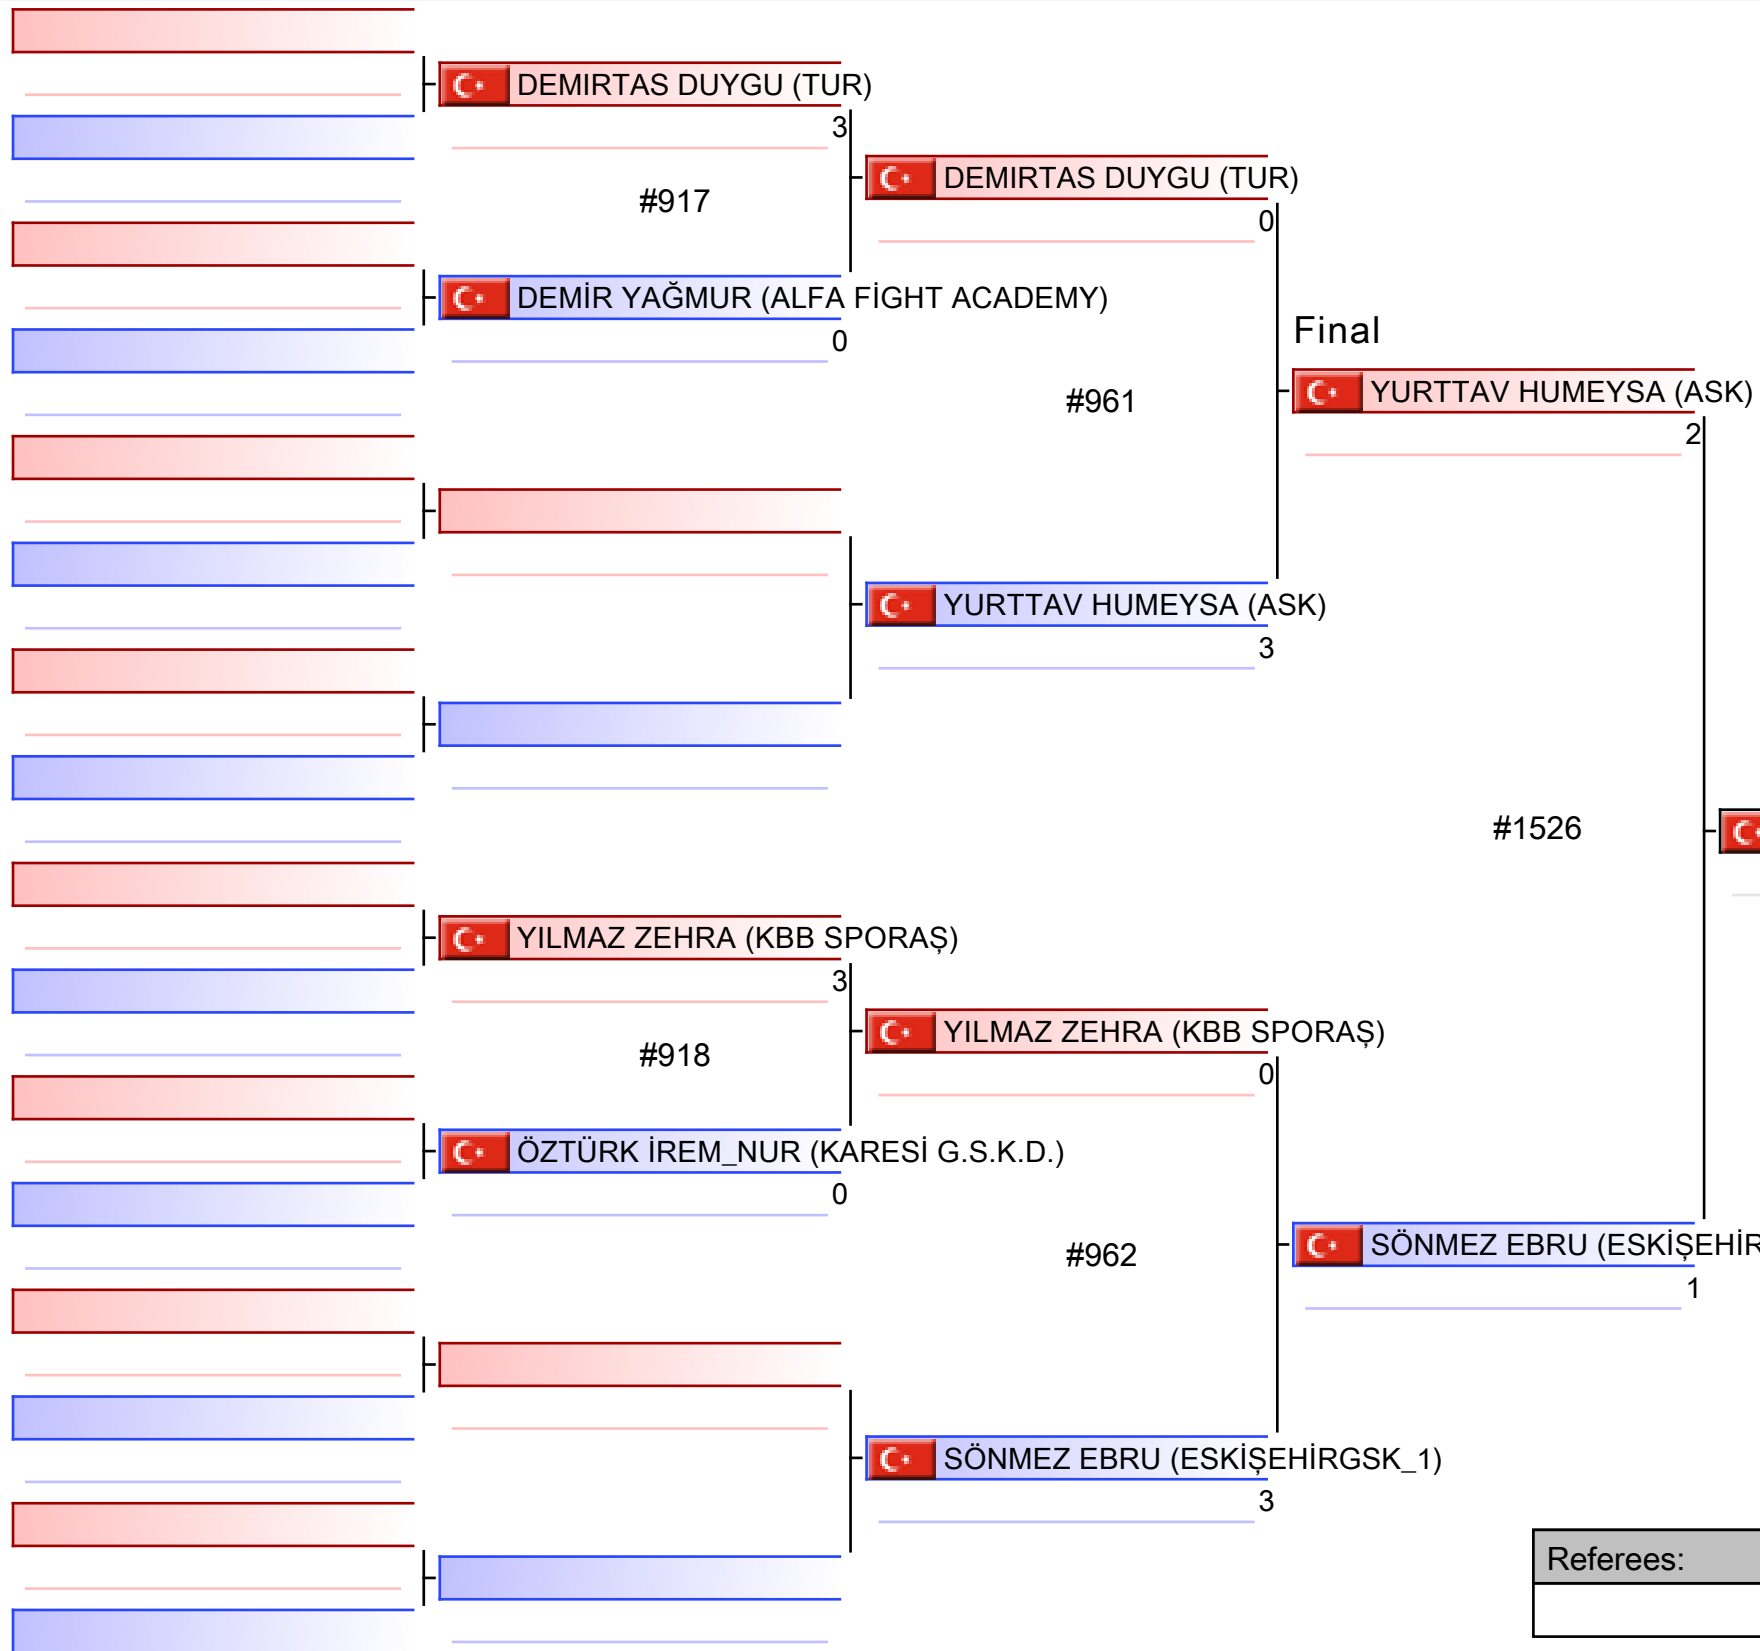 DEMIRTAS DUYGU (TUR)
3
#917
DEMİR YAĞMUR (ALFA FİGHT ACADEMY)
0
DEMIRTAS DUYGU (TUR)
0
#961
YURTTAV HUMEYSA (ASK)
3
Final
YURTTAV HUMEYSA (ASK)
2
#1526
YILMAZ ZEHRA (KBB SPORAŞ)
3
#918
ÖZTÜRK İREM_NUR (KARESİ G.S.K.D.)
0
YILMAZ ZEHRA (KBB SPORAŞ)
0
#962
SÖNMEZ EBRU (ESKİŞEHİRGSK_1)
3
SÖNMEZ EBRU (ESKİŞEHİR
1
Referees: